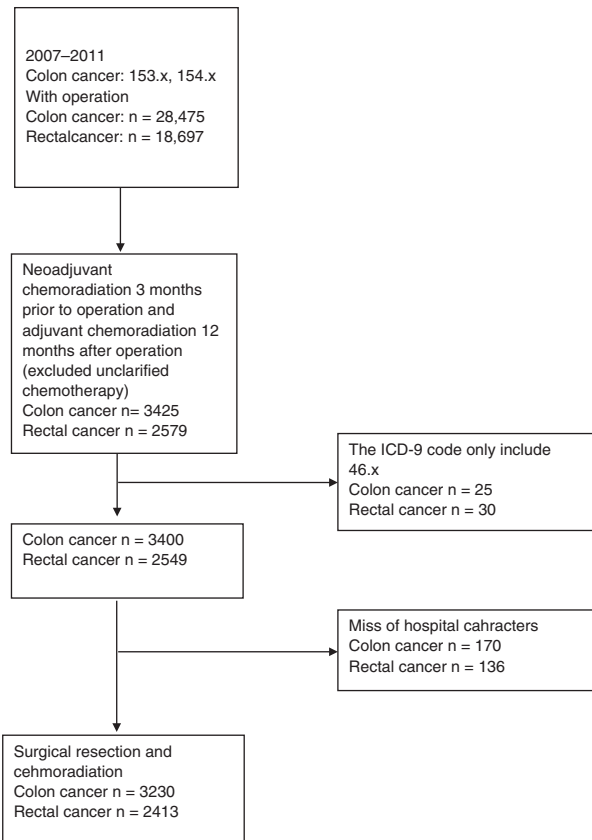 2007–2011
Colon cancer: 153.x, 154.x
With operation
Colon cancer: n = 28,475
Rectalcancer: n = 18,697
Neoadjuvant
chemoradiation 3 months
prior to operation and
adjuvant chemoradiation 12
months after operation
(excluded unclarified
chemotherapy)
Colon cancer n= 3425
Rectal cancer n = 2579
The ICD-9 code only include
46.x
Colon cancer n = 25
Rectal cancer n = 30
Colon cancer n = 3400
Rectal cancer n = 2549
Miss of hospital cahracters
Colon cancer n = 170
Rectal cancer n = 136
Surgical resection and
cehmoradiation
Colon cancer n = 3230
Rectal cancer n = 2413